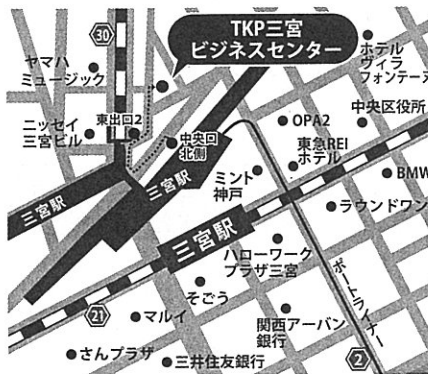 30
TKP三宮
ビジネスセンター
ヤマハ
ミュージック
ホテル
ヴィラ
フォンテーヌ
ニッセイ
三宮ビル
東出口2
中央口
北側
OPA2
中央区役所
東急REI
ホテル
BMW
ミント
神戸
ラウンドワン
三宮駅
三宮駅
三宮駅
ハローワーク
プラザ三宮
ポートライナー
そごう
21
マルイ
関西アーバン
銀行
さんプラザ
三井住友銀行
2